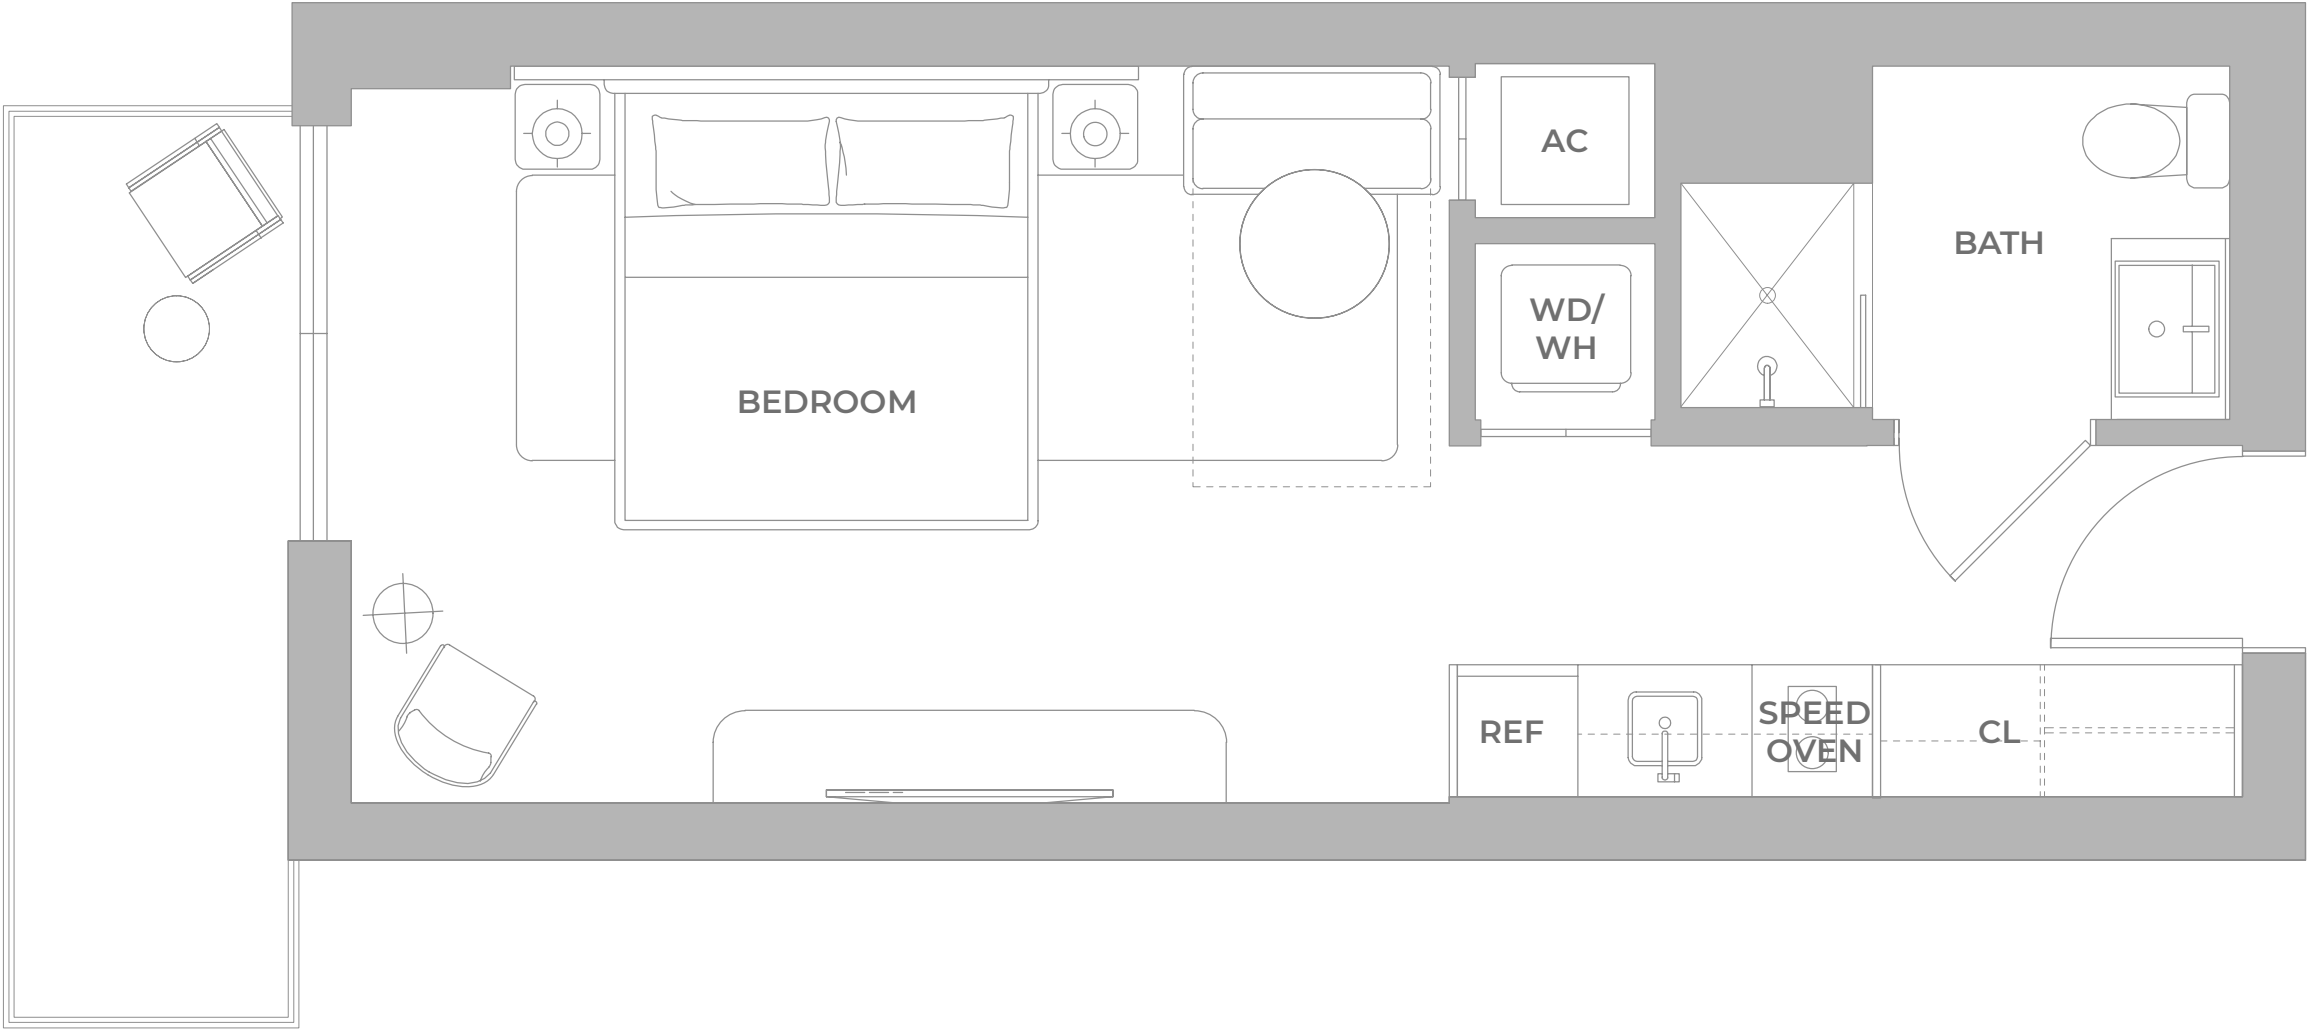 AC
BATH
WD/
WH
BEDROOM
REF
SPEED
OVEN
CL